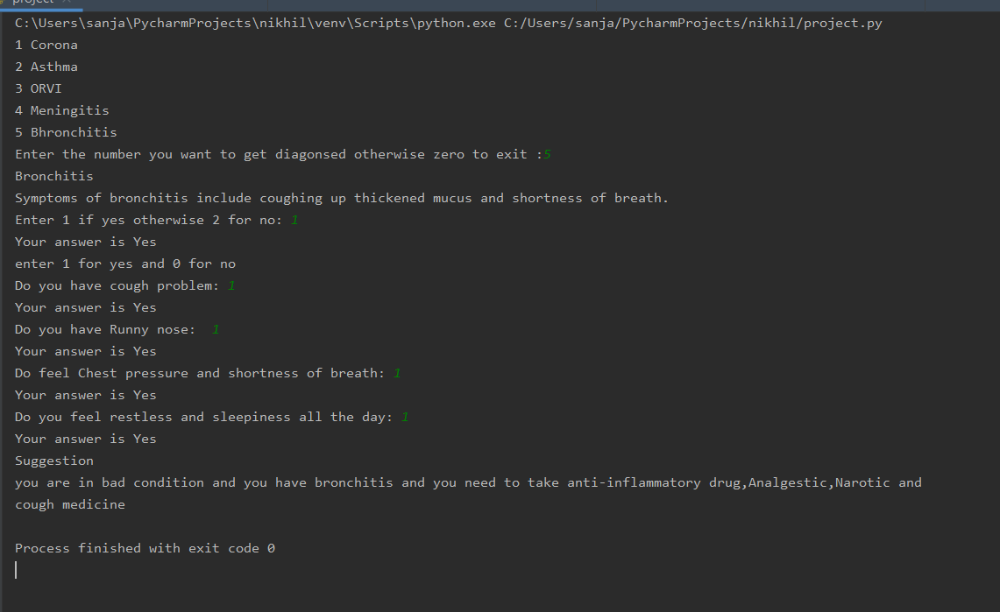 project
C:\Users\sanja\PycharmProjects\nikhil\venv\Scripts\python.exe C:/Users/sanja/PycharmProjects/nikhil/project.py
1 Corona
2 Asthma
3 ORVI
4 Meningitis
5 Bhronchitis
Enter the number you want to get diagonsed otherwise zero to exit :5
Bronchitis
Symptoms of bronchitis include coughing up thickened mucus and shortness of breath.
Enter 1 if yes otherwise 2 for no: 1
Your answer is Yes
enter 1 for yes and 0 for no
Do you have cough problem: 1
Your answer is Yes
Do you have Runny nose:  1
Your answer is Yes
Do feel Chest pressure and shortness of breath: 1
Your answer is Yes
Do you feel restless and sleepiness all the day: 1
Your answer is Yes
Suggestion
you are in bad condition and you have bronchitis and you need to take anti-inflammatory drug,Analgestic,Narotic and
cough medicine
Process finished with exit code 0